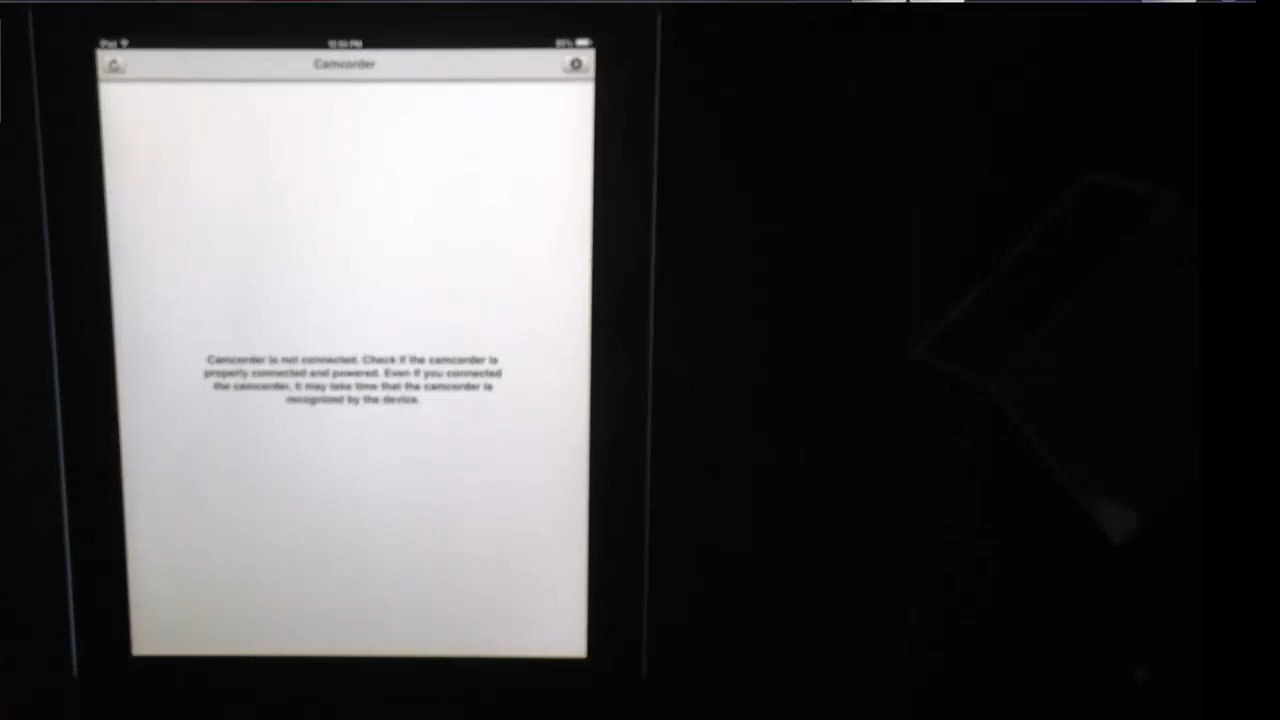 iPad
Camcorder
Camcorder is not connected. Check if the camcorder is
properly connected and powered. Even if you connected
the camcorder, it may take time that the camcorder is
recognized by the device.